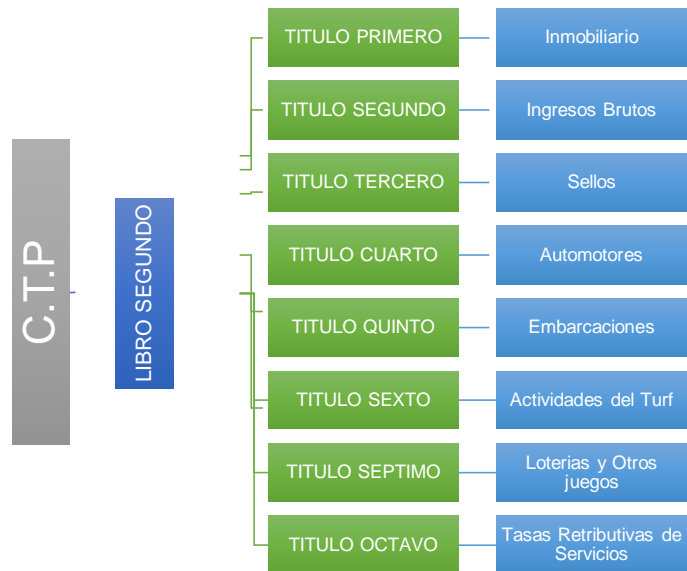 C.T.P
LIBRO SEGUNDO
TITULO PRIMERO
Inmobiliario
TITULO SEGUNDO
Ingresos Brutos
TITULO TERCERO
Sellos
TITULO CUARTO
Automotores
TITULO QUINTO
Embarcaciones
TITULO SEXTO
Actividades del Turf
TITULO SEPTIMO
Loterias y Otros
juegos
TITULO OCTAVO
Tasas Retributivas de
Servicios